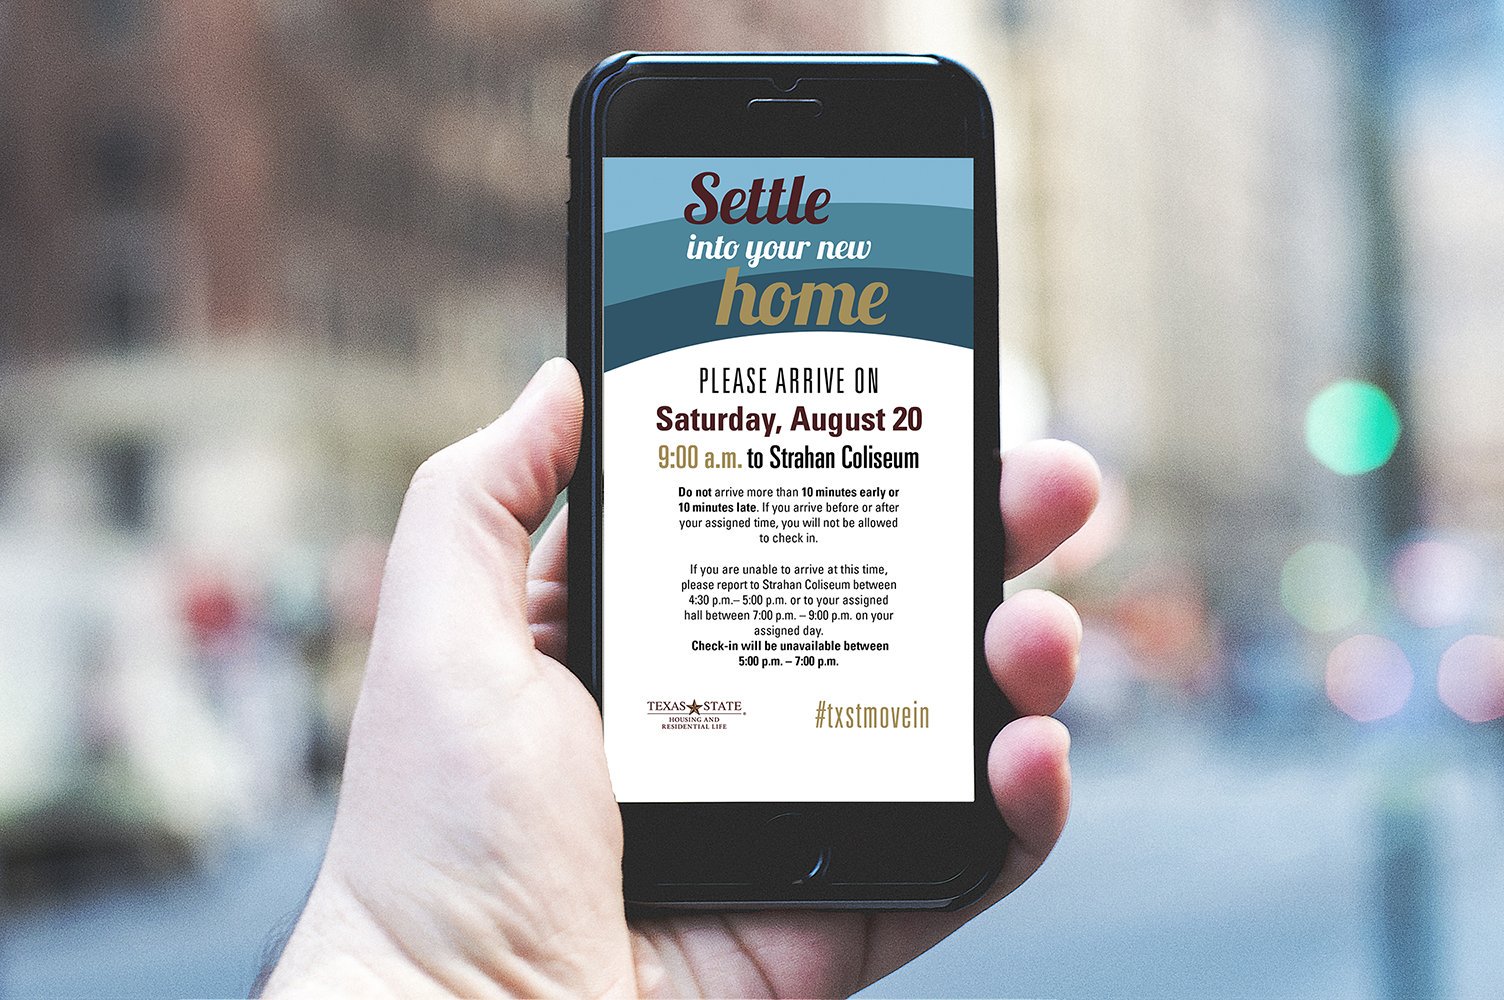 Settle
into your new
home
PLEASE ARRIVE ON
Saturday, August 20
9:00 a.m. to Strahan Coliseum
Do not arrive more than 10 minutes early or
10 minutes late. If you arrive before or after
your assigned time, you will not be allowed
to check in.
If you are unable to arrive at this time,
please report to Strahan Coliseum between
4:30 p.m.– 5:00 p.m. or to your assigned
hall between 7:00 p.m. – 9:00 p.m. on your
assigned day.
Check-in will be unavailable between
5:00 p.m. – 7:00 p.m.
TEXAS★STATE®
HOUSING AND
RESIDENTIAL LIFE
#txstmovein